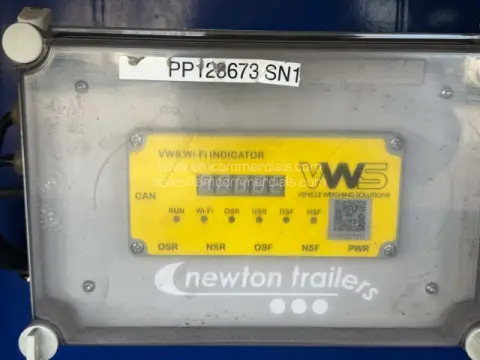 PP128673 SN1
VWS WI-FI INDICATOR
VWS
VEHICLE WEIGHING SOLUTIONS
CAN
RUN WI-FI OSR NSR OSF NSF
OSR NSR OSF NSF PWR
newton trailers